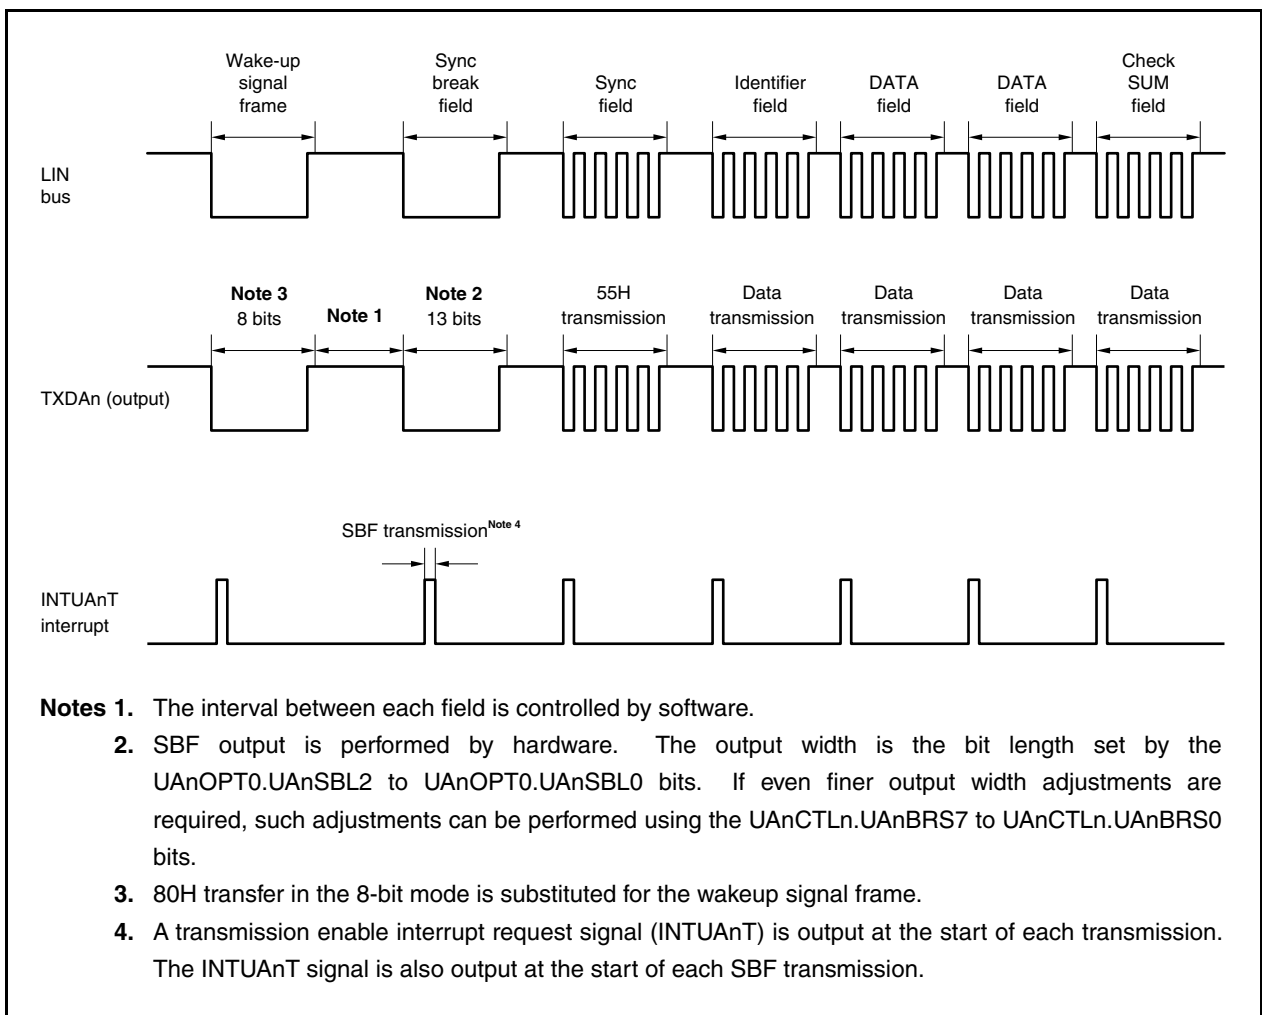 Wake-up
signal
frame
Sync
break
field
Sync
field
Identifier
field
DATA
field
DATA
field
Check
SUM
field
LIN
bus
Note 3
8 bits
Note 1
Note 2
13 bits
55H
transmission
Data
transmission
Data
transmission
Data
transmission
Data
transmission
TXDAn (output)
SBF transmission Note 4
INTUAnT
interrupt
Notes 1. The interval between each field is controlled by software.
2. SBF output is performed by hardware. The output width is the bit length set by the
UAnOPT0.UAnSBL2 to UAnOPT0.UAnSBL0 bits. If even finer output width adjustments are
required, such adjustments can be performed using the UAnCTLn.UAnBRS7 to UAnCTLn.UAnBRS0
bits.
3. 80H transfer in the 8-bit mode is substituted for the wakeup signal frame.
4. A transmission enable interrupt request signal (INTUAnT) is output at the start of each transmission.
The INTUAnT signal is also output at the start of each SBF transmission.